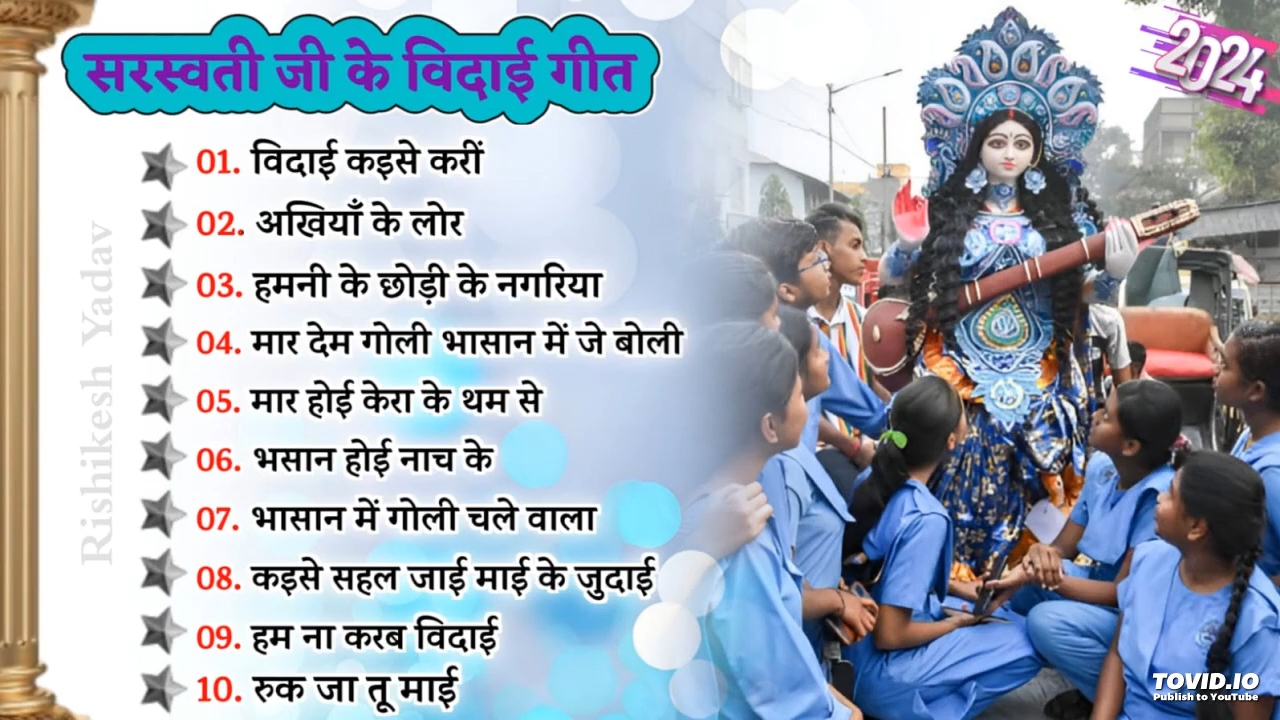 सरस्वती जी के विदाई गीत
2024
01. विदाई कइसे करीं
02. अखियाँ के लोर
03. हमनी के छोड़ी के नगरिया
04. मार देम गोली भासान में जे बोली
05. मार होई केरा के थम से
06. भसान होई नाच के
07. भासान में गोली चले वाला
08. कइसे सहल जाई माई के जुदाई
09. हम ना करब विदाई
10. रुक जा तू माई
Rishikesh Yadav
TOVID.IO
Publish to YouTube